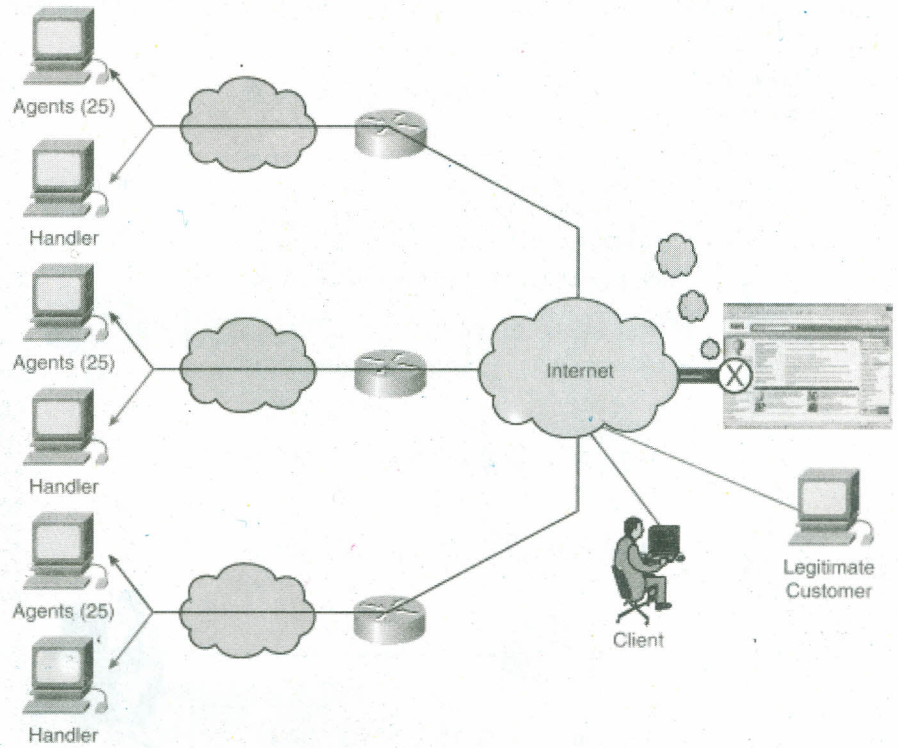 Agents (25)
Handler
Agents (25)
Handler
Agents (25)
Handler
Internet
X
Client
Legitimate
Customer